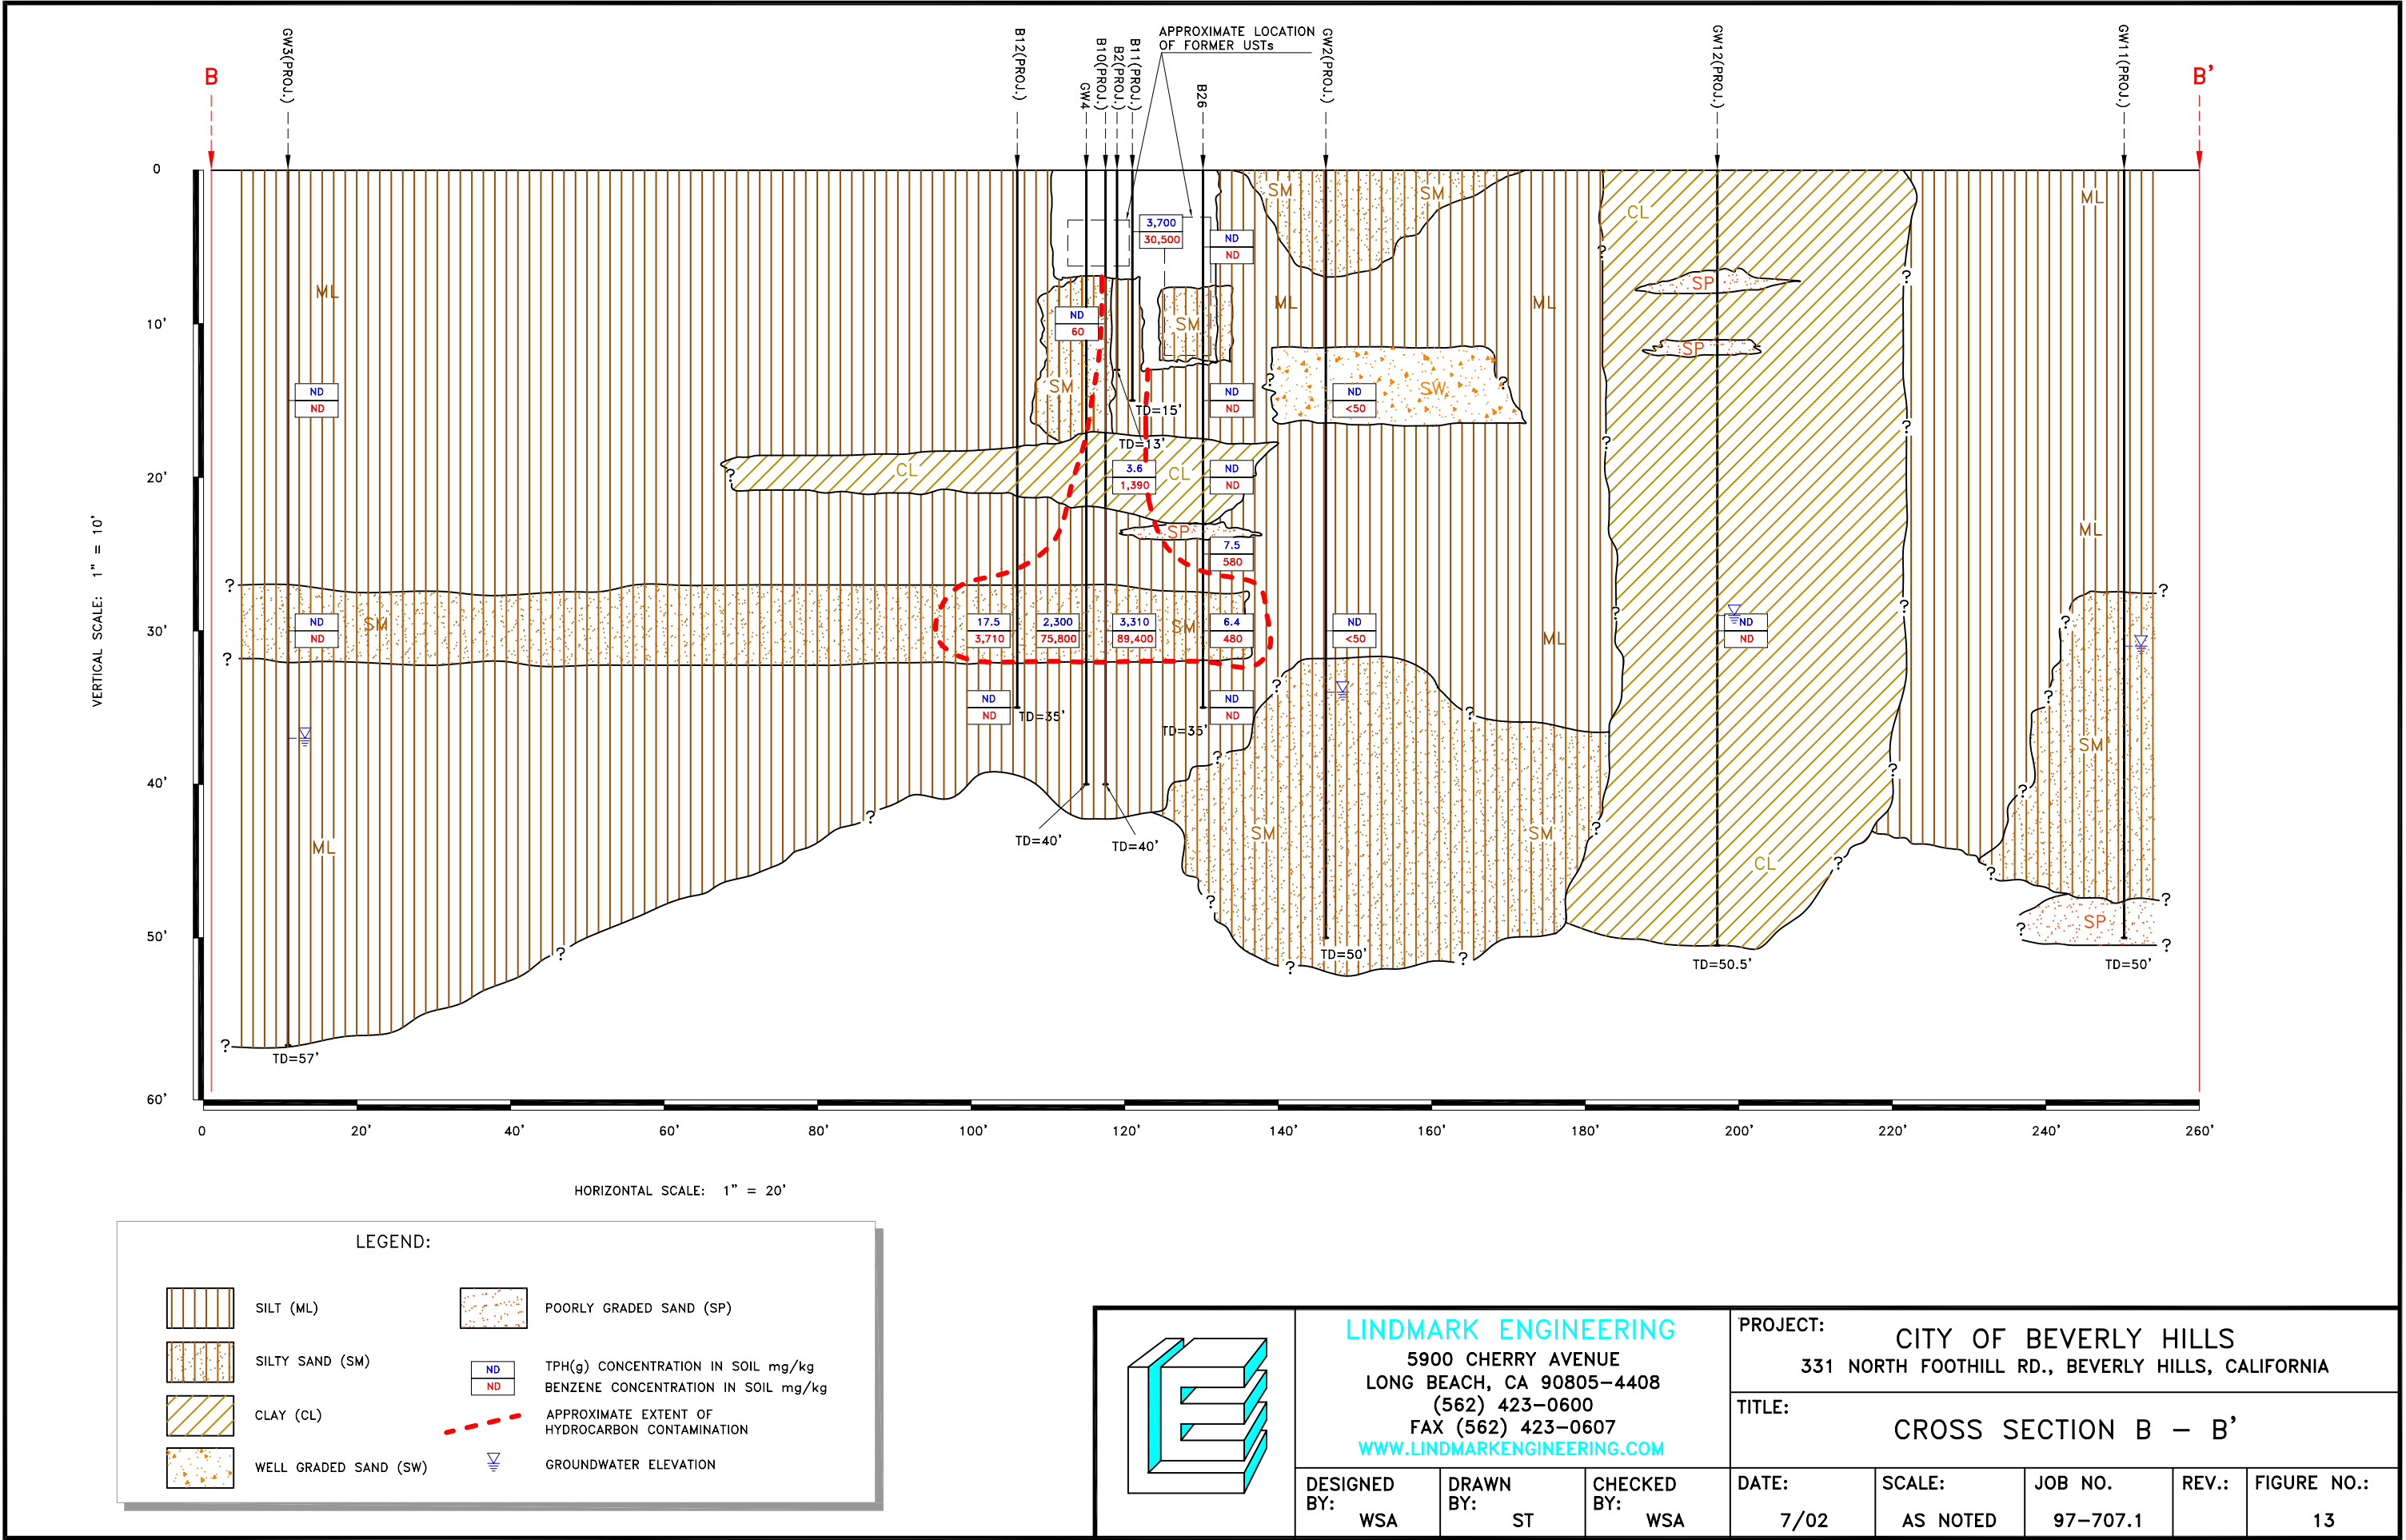 B
GW3(PROJ.)
B12(PROJ.)
GW4
B10(PROJ.)
B2(PROJ.)
B11(PROJ.)
APPROXIMATE LOCATION
OF FORMER USTs
B26
GW2(PROJ.)
GW12(PROJ.)
GW11(PROJ.)
B'
0
10'
20'
30'
40'
50'
60'
VERTICAL SCALE: 1" = 10'
SM
SM
CL
ML
3,700
30,500
ND
ND
ML
ND
60
SM
ML
ML
SP
?
?
SP
SM
ND
ND
TD=15'
ND
ND
?
ND
<50
SW
?
TD=13'
?
?
CL
?
3.6
1,390
CL
ND
ND
SP
7.5
580
ML
?
?
?
ND
ND
SM
17.5
3,710
2,300
75,800
3,310
89,400
SM
6.4
480
ND
<50
ML
?
?
ND
ND
?
?
?
ND
ND
TD=35'
ND
ND
TD=35'
?
?
?
SM
?
?
ML
?
TD=40'
TD=40'
SM
SM
?
CL
?
?
?
?
?
SP
?
?
?
?
?
?
TD=57'
TD=50'
TD=50.5'
TD=50'
0
20'
40'
60'
80'
100'
120'
140'
160'
180'
200'
220'
240'
260'
HORIZONTAL SCALE: 1" = 20'
LEGEND:
SILT (ML)
SILTY SAND (SM)
CLAY (CL)
WELL GRADED SAND (SW)
POORLY GRADED SAND (SP)
ND
TPH(g) CONCENTRATION IN SOIL mg/kg
ND
BENZENE CONCENTRATION IN SOIL mg/kg
APPROXIMATE EXTENT OF
HYDROCARBON CONTAMINATION
GROUNDWATER ELEVATION
LINDMARK ENGINEERING
5900 CHERRY AVENUE
LONG BEACH, CA 90805-4408
(562) 423-0600
FAX (562) 423-0607
WWW.LINDMARKENGINEERING.COM
PROJECT:
CITY OF BEVERLY HILLS
331 NORTH FOOTHILL RD., BEVERLY HILLS, CALIFORNIA
TITLE:
CROSS SECTION B - B'
DESIGNED
BY:
WSA
DRAWN
BY:
ST
CHECKED
BY:
WSA
DATE:
7/02
SCALE:
AS NOTED
JOB NO.
97-707.1
REV.:
FIGURE NO.:
13